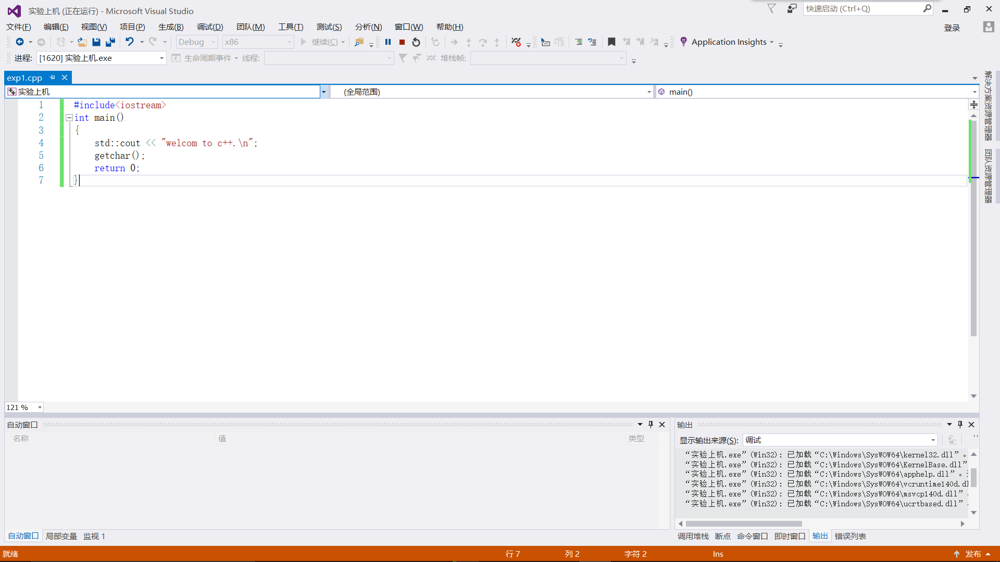 实验上机 (正在运行) - Microsoft Visual Studio
快速启动 (Ctrl+Q)
文件(F) 编辑(E) 视图(V) 项目(P) 生成(B) 调试(D) 团队(M) 工具(T) 测试(S) 分析(N) 窗口(W) 帮助(H)
登录
Debug x86 继续(C) Application Insights
进程: [1620] 实验上机.exe 生命周期事件 线程: 堆栈帧:
exp1.cpp
实验上机 (全局范围) main()
1 #include<iostream>
2 int main()
3 {
4 std::cout << "welcom to c++.\n";
5 getchar();
6 return 0;
7 }
解决方案资源管理器
团队资源管理器
121 %
自动窗口
名称 值 类型
自动窗口 局部变量 监视 1
输出
显示输出来源(S): 调试
“实验上机.exe”(Win32): 已加载“C:\Windows\SysWOW64\kernel32.dll”。
“实验上机.exe”(Win32): 已加载“C:\Windows\SysWOW64\KernelBase.dll”
“实验上机.exe”(Win32): 已加载“C:\Windows\SysWOW64\apphelp.dll”。
“实验上机.exe”(Win32): 已加载“C:\Windows\SysWOW64\vcruntime140d.dl
“实验上机.exe”(Win32): 已加载“C:\Windows\SysWOW64\msvcp140d.dll”
“实验上机.exe”(Win32): 已加载“C:\Windows\SysWOW64\ucrtbased.dll”
调用堆栈 断点 命令窗口 即时窗口 输出 错误列表
就绪 行 7 列 2 字符 2 Ins 发布